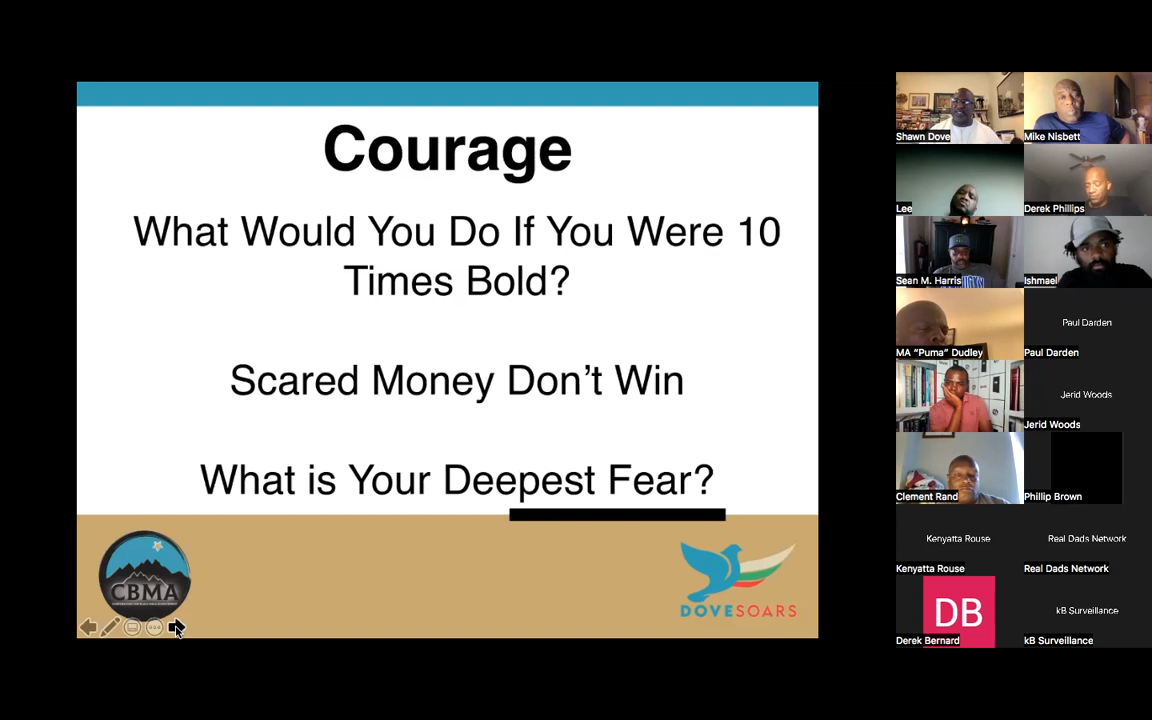 Courage
What Would You Do If You Were 10
Times Bold?
Scared Money Don't Win
What is Your Deepest Fear?
CBMA
DOVESOARS
Shawn Dove
Mike Nisbett
Lee
Derek Phillips
Sean M. Harris
Ishmael
MA “Puma” Dudley
Paul Darden
Paul Darden
Jerid Woods
Jerid Woods
Clement Rand
Phillip Brown
Kenyatta Rouse
Real Dads Network
Kenyatta Rouse
Real Dads Network
DB
kB Surveillance
Derek Bernard
kB Surveillance